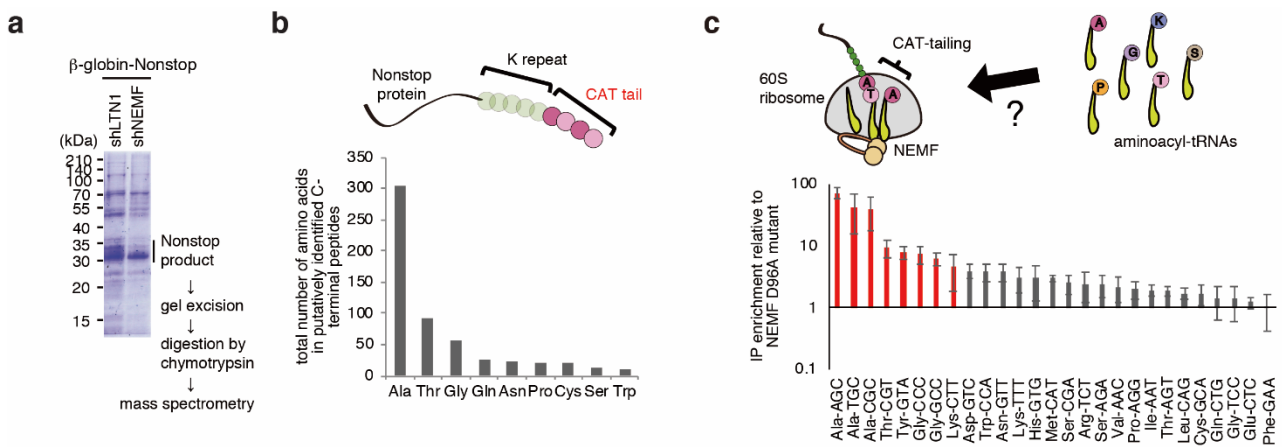 a
β-globin-Nonstop
shLTN1
shNEMF
(kDa)
210
140
100
70
55
40
35
30
20
15
Nonstop
product
↓
gel excision
↓
digestion by
chymotrypsin
↓
mass spectrometry
b
Nonstop
protein
K repeat
CAT tail
total number of amino acids
in putatively identified C-
terminal peptides
350
300
250
200
150
100
50
0
Ala Thr Gly Gln Asn Pro Cys Ser Trp
c
60S
ribosome
CAT-tailing
A
T
A
NEMF
?
A
K
G
S
P
T
aminoacyl-tRNAs
IP enrichment relative to
NEMF D96A mutant
100
10
1
0.1
Ala-AGC
Ala-TGC
Ala-CGC
Thr-CGT
Tyr-GTA
Gly-CCC
Gly-GCC
Lys-CTT
Asp-GTC
Trp-CCA
Asn-GTT
Lys-TTT
His-GTG
Met-CAT
Ser-CGA
Arg-TCT
Ser-AGA
Val-AAC
Pro-AGG
Ile-AAT
Thr-AGT
Leu-CAG
Cys-GCA
Gln-CTG
Gly-TCC
Glu-CTC
Phe-GAA